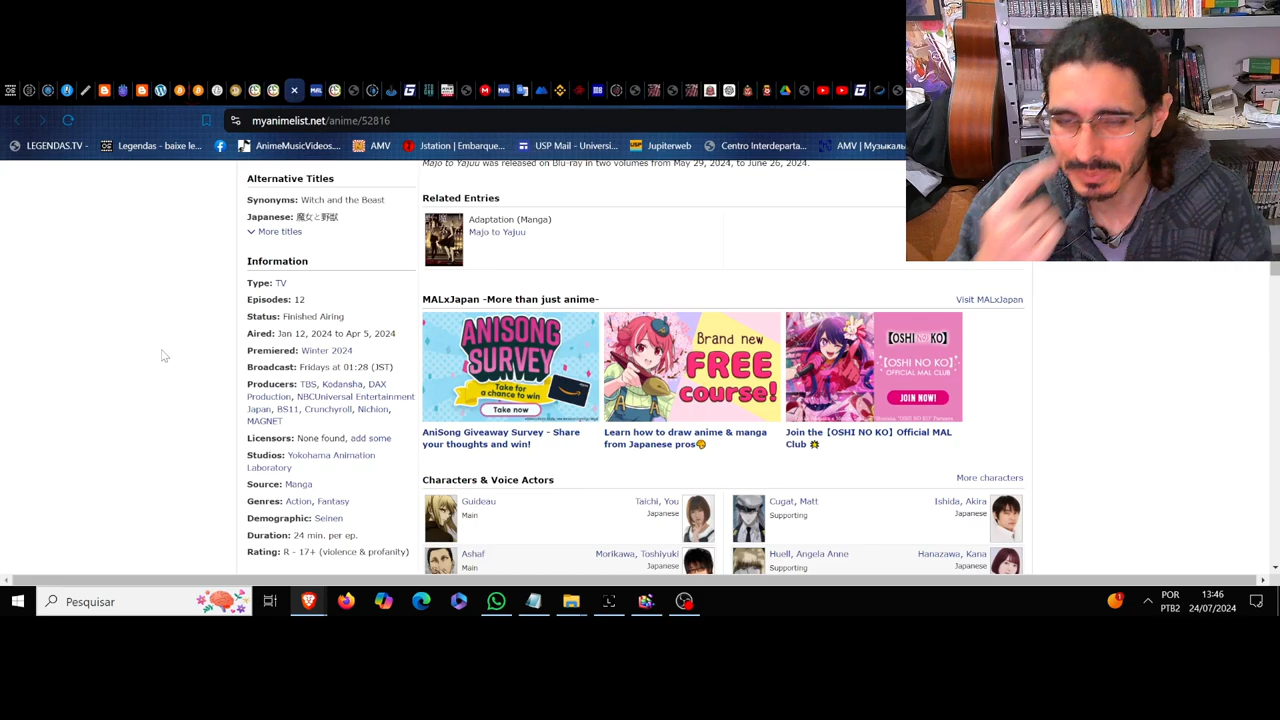 myanimelist.net/anime/52816
LEGENDAS.TV -
Legendas - baixe le...
AnimeMusicVideos....
AMV
Jstation | Embarque...
USP Mail - Universi...
Jupiterweb
Centro Interdeparta...
AMV | Музыкальн
Majo to Yajuu was released on Blu-ray in two volumes from May 29, 2024, to June 26, 2024.
Alternative Titles
Synonyms: Witch and the Beast
Japanese: 魔女と野獣
More titles
Information
Type: TV
Episodes: 12
Status: Finished Airing
Aired: Jan 12, 2024 to Apr 5, 2024
Premiered: Winter 2024
Broadcast: Fridays at 01:28 (JST)
Producers: TBS, Kodansha, DAX
Production, NBCUniversal Entertainment
Japan, BS11, Crunchyroll, Nichion,
MAGNET
Licensors: None found, add some
Studios: Yokohama Animation
Laboratory
Source: Manga
Genres: Action, Fantasy
Demographic: Seinen
Duration: 24 min. per ep.
Rating: R - 17+ (violence & profanity)
Related Entries
Adaptation (Manga)
Majo to Yajuu
MALxJapan -More than just anime-
Visit MALxJapan
ANISONG
SURVEY
Take for
a chance to win
Take now
AniSong Giveaway Survey - Share
your thoughts and win!
Brand new
FREE
course!
Learn how to draw anime & manga
from Japanese pros
【OSHI NO KO】
【OSHI NO KO】
OFFICIAL MAL
CLUB
JOIN NOW!
Join the【OSHI NO KO】Official MAL
Club
Characters & Voice Actors
More characters
Guideau
Main
Taichi, You
Japanese
Cugat, Matt
Supporting
Ishida, Akira
Japanese
Ashaf
Main
Morikawa, Toshiyuki
Japanese
Huell, Angela Anne
Supporting
Hanazawa, Kana
Japanese
Pesquisar
POR
PTB2
13:46
24/07/2024